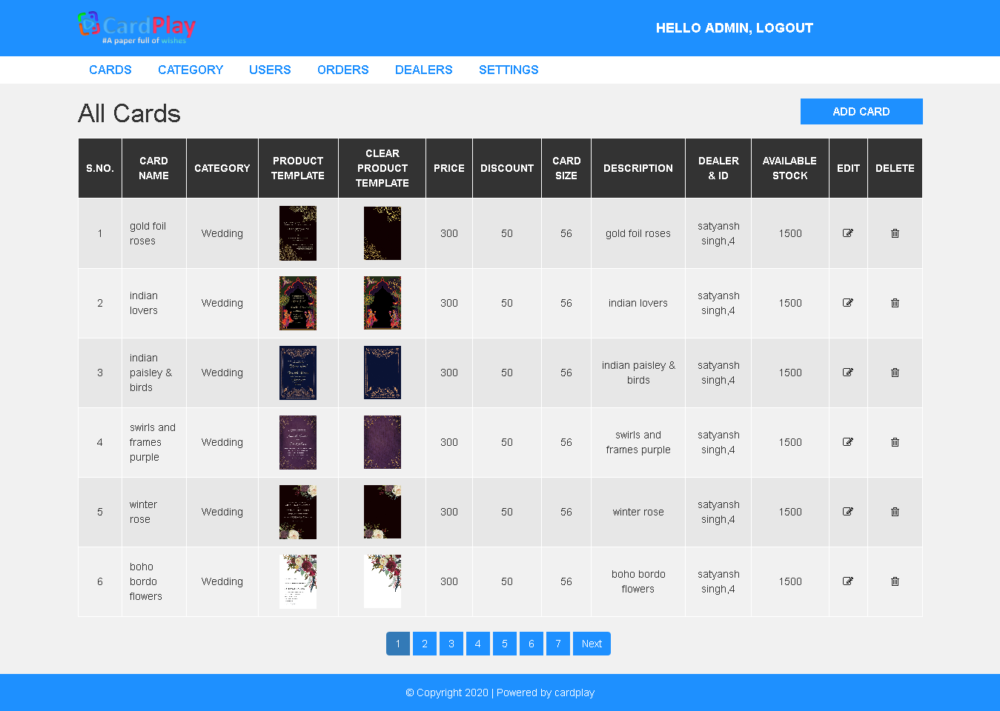 CardPlay
#A paper full of wishes
HELLO ADMIN, LOGOUT
CARDS CATEGORY USERS ORDERS DEALERS SETTINGS
All Cards
ADD CARD
S.NO. CARD NAME CATEGORY PRODUCT TEMPLATE CLEAR PRODUCT TEMPLATE PRICE DISCOUNT CARD SIZE DESCRIPTION DEALER & ID AVAILABLE STOCK EDIT DELETE
1 gold foil roses Wedding 300 50 56 gold foil roses satyansh singh,4 1500
2 indian lovers Wedding 300 50 56 indian lovers satyansh singh,4 1500
3 indian paisley & birds Wedding 300 50 56 indian paisley & birds satyansh singh,4 1500
4 swirls and frames purple Wedding 300 50 56 swirls and frames purple satyansh singh,4 1500
5 winter rose Wedding 300 50 56 winter rose satyansh singh,4 1500
6 boho bordo flowers Wedding 300 50 56 boho bordo flowers satyansh singh,4 1500
1 2 3 4 5 6 7 Next
© Copyright 2020 | Powered by cardplay